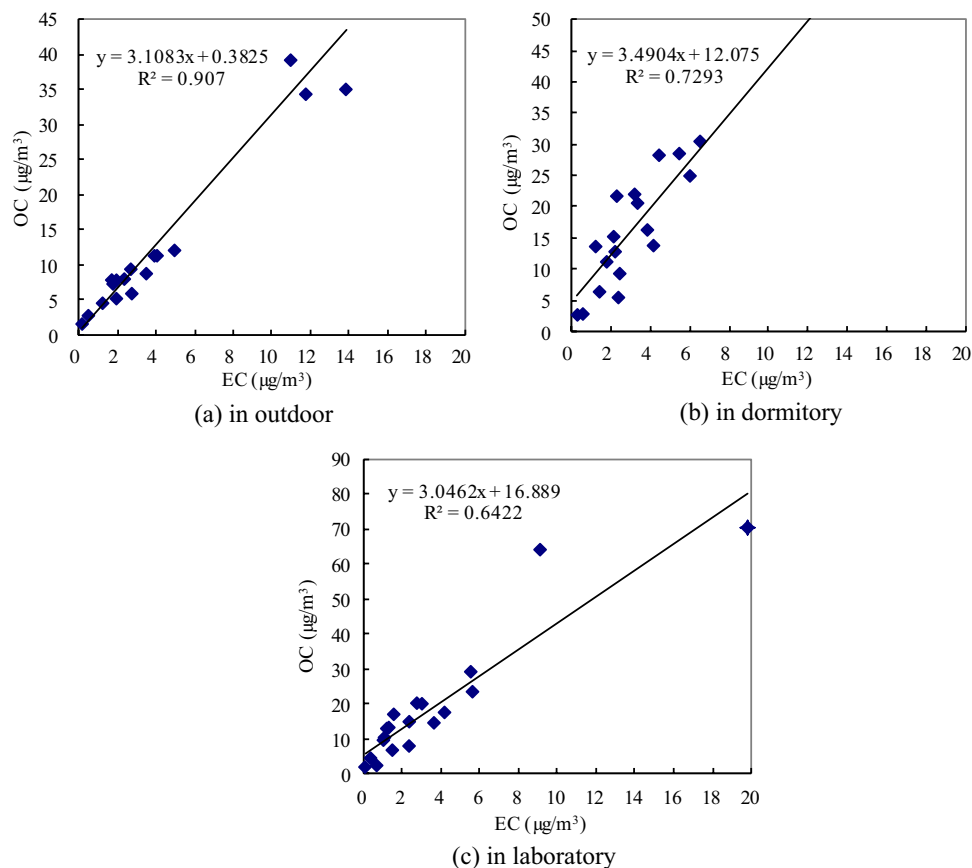 45
40
35
30
25
20
15
10
5
0
OC (μg/m³)
y = 3.1083x + 0.3825
R² = 0.907
0 2 4 6 8 10 12 14 16 18 20
EC (μg/m³)
(a) in outdoor
50
45
40
35
30
25
20
15
10
5
0
OC (μg/m³)
y = 3.4904x + 12.075
R² = 0.7293
0 2 4 6 8 10 12 14 16 18 20
EC (μg/m³)
(b) in dormitory
90
80
70
60
50
40
30
20
10
0
OC (μg/m³)
y = 3.0462x + 16.889
R² = 0.6422
0 2 4 6 8 10 12 14 16 18 20
EC (μg/m³)
(c) in laboratory